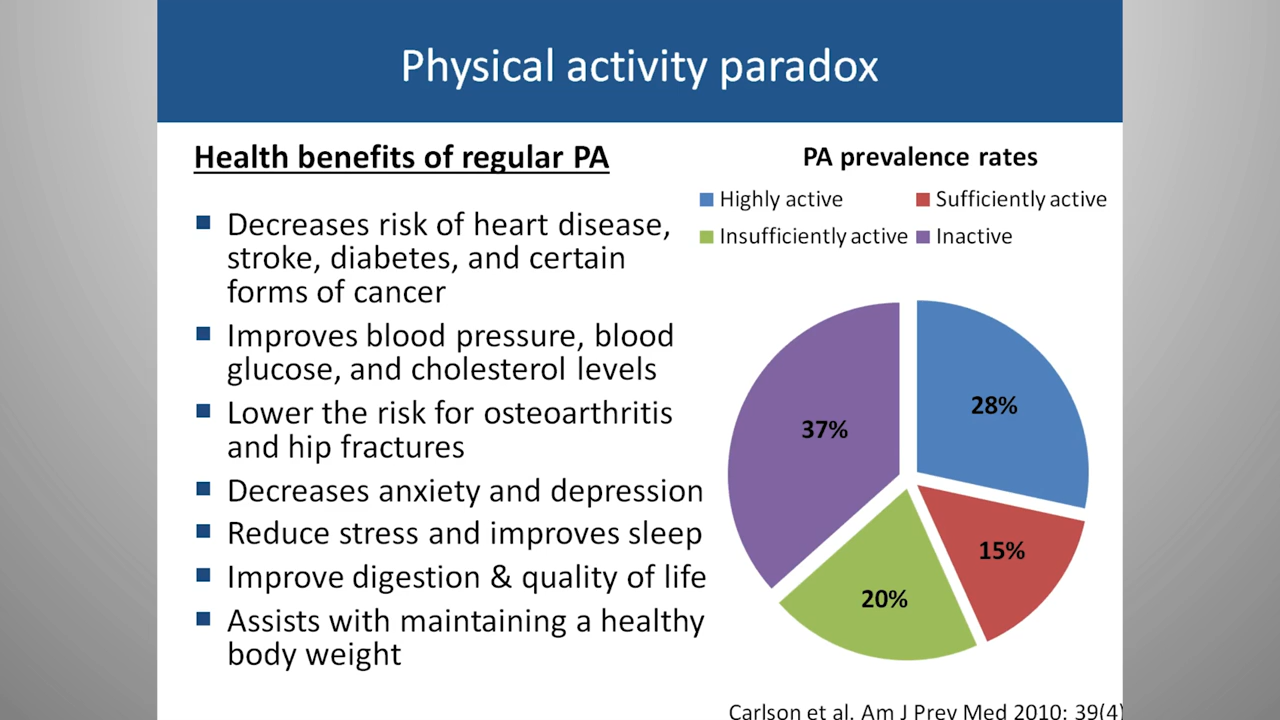 Physical activity paradox
Health benefits of regular PA
Decreases risk of heart disease,
stroke, diabetes, and certain
forms of cancer
Improves blood pressure, blood
glucose, and cholesterol levels
Lower the risk for osteoarthritis
and hip fractures
Decreases anxiety and depression
Reduce stress and improves sleep
Improve digestion & quality of life
Assists with maintaining a healthy
body weight
PA prevalence rates
Highly active
Sufficiently active
Insufficiently active
Inactive
37%
28%
15%
20%
Carlson et al. Am J Prev Med 2010; 39(4)